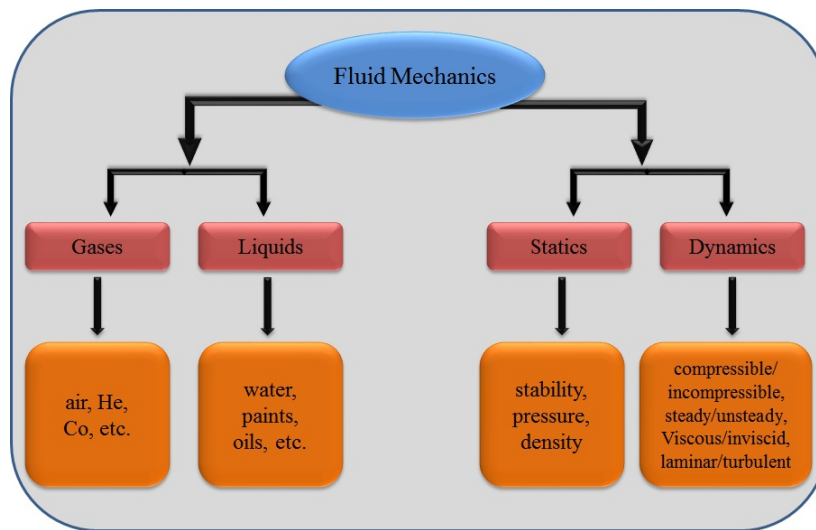 Fluid Mechanics
Gases
Liquids
Statics
Dynamics
air, He,
Co, etc.
water,
paints,
oils, etc.
stability,
pressure,
density
compressible/
incompressible,
steady/unsteady,
Viscous/inviscid,
laminar/turbulent